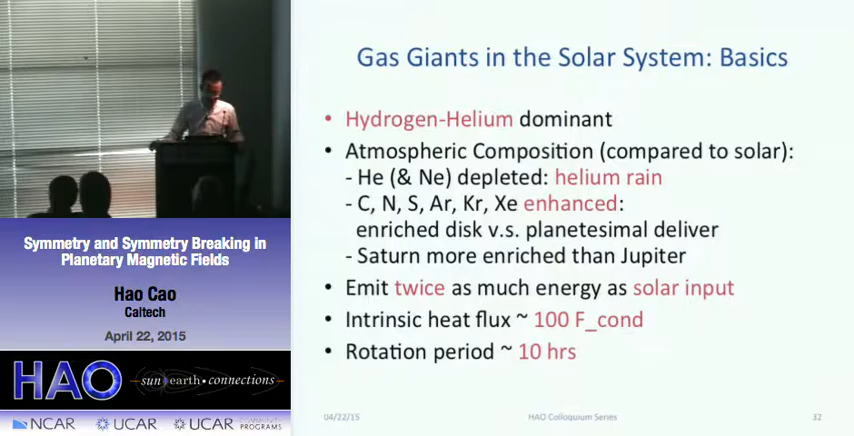 Gas Giants in the Solar System: Basics
• Hydrogen-Helium dominant
• Atmospheric Composition (compared to solar):
- He (& Ne) depleted: helium rain
- C, N, S, Ar, Kr, Xe enhanced:
enriched disk v.s. planetesimal deliver
- Saturn more enriched than Jupiter
• Emit twice as much energy as solar input
• Intrinsic heat flux ~ 100 F_cond
• Rotation period ~ 10 hrs
04/22/15 HAO Colloquium Series 32
Symmetry and Symmetry Breaking in
Planetary Magnetic Fields
Hao Cao
Caltech
April 22, 2015
HAO sun•earth•connections
NCAR UCAR UCAR COMMUNITY
PROGRAMS